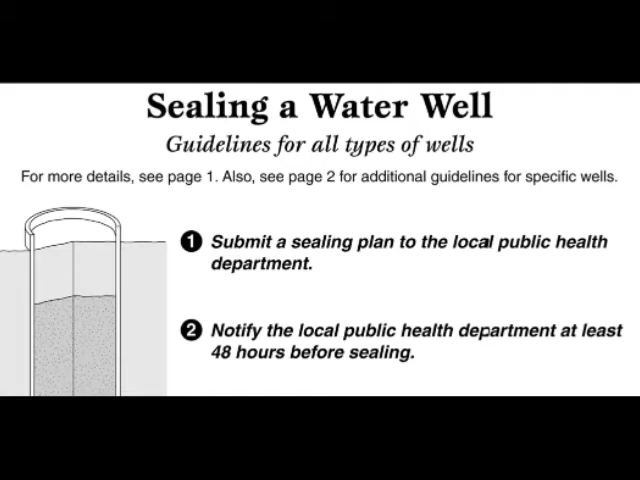 Sealing a Water Well
Guidelines for all types of wells
For more details, see page 1. Also, see page 2 for additional guidelines for specific wells.
1 Submit a sealing plan to the local public health
department.
2 Notify the local public health department at least
48 hours before sealing.